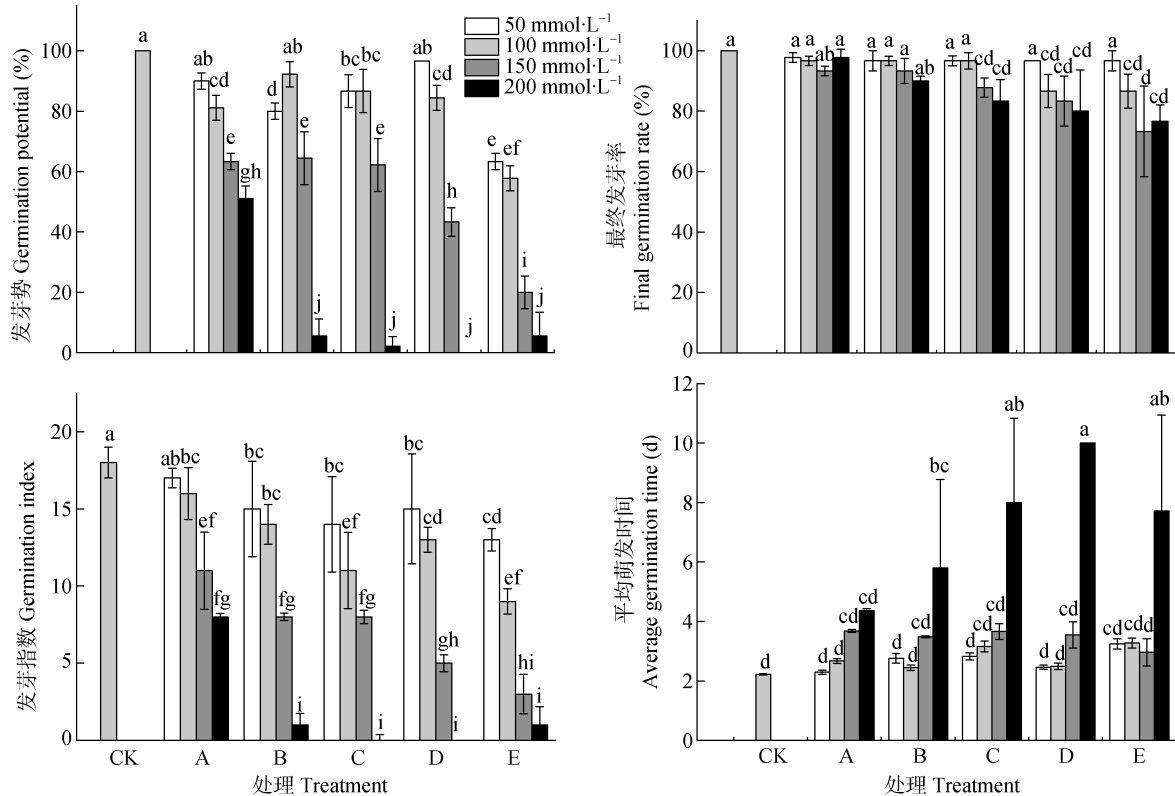 50 mmol·L⁻¹
100 mmol·L⁻¹
150 mmol·L⁻¹
200 mmol·L⁻¹
发芽势 Germination potential (%)
100
80
60
40
20
0
a
ab
cd
e
gh
d
ab
e
j
bc bc
e
j
ab
cd
h
j
e
ef
i
j
最终发芽率
Final germination rate (%)
100
80
60
40
20
0
a
a a ab a
a a a ab
a a cd cd
a cd cd cd
a cd d cd
发芽指数 Germination index
20
15
10
5
0
a
ab bc
ef
fg
bc
bc
fg
i
bc
ef
fg
i
bc
cd
gh
i
cd
ef
hi
i
CK A B C D E
处理 Treatment
平均萌发时间
Average germination time (d)
12
10
8
6
4
2
0
d
d d cd cd
d d cd bc
d cd cd ab
d d cd a
cd cd cd ab
CK A B C D E
处理 Treatment